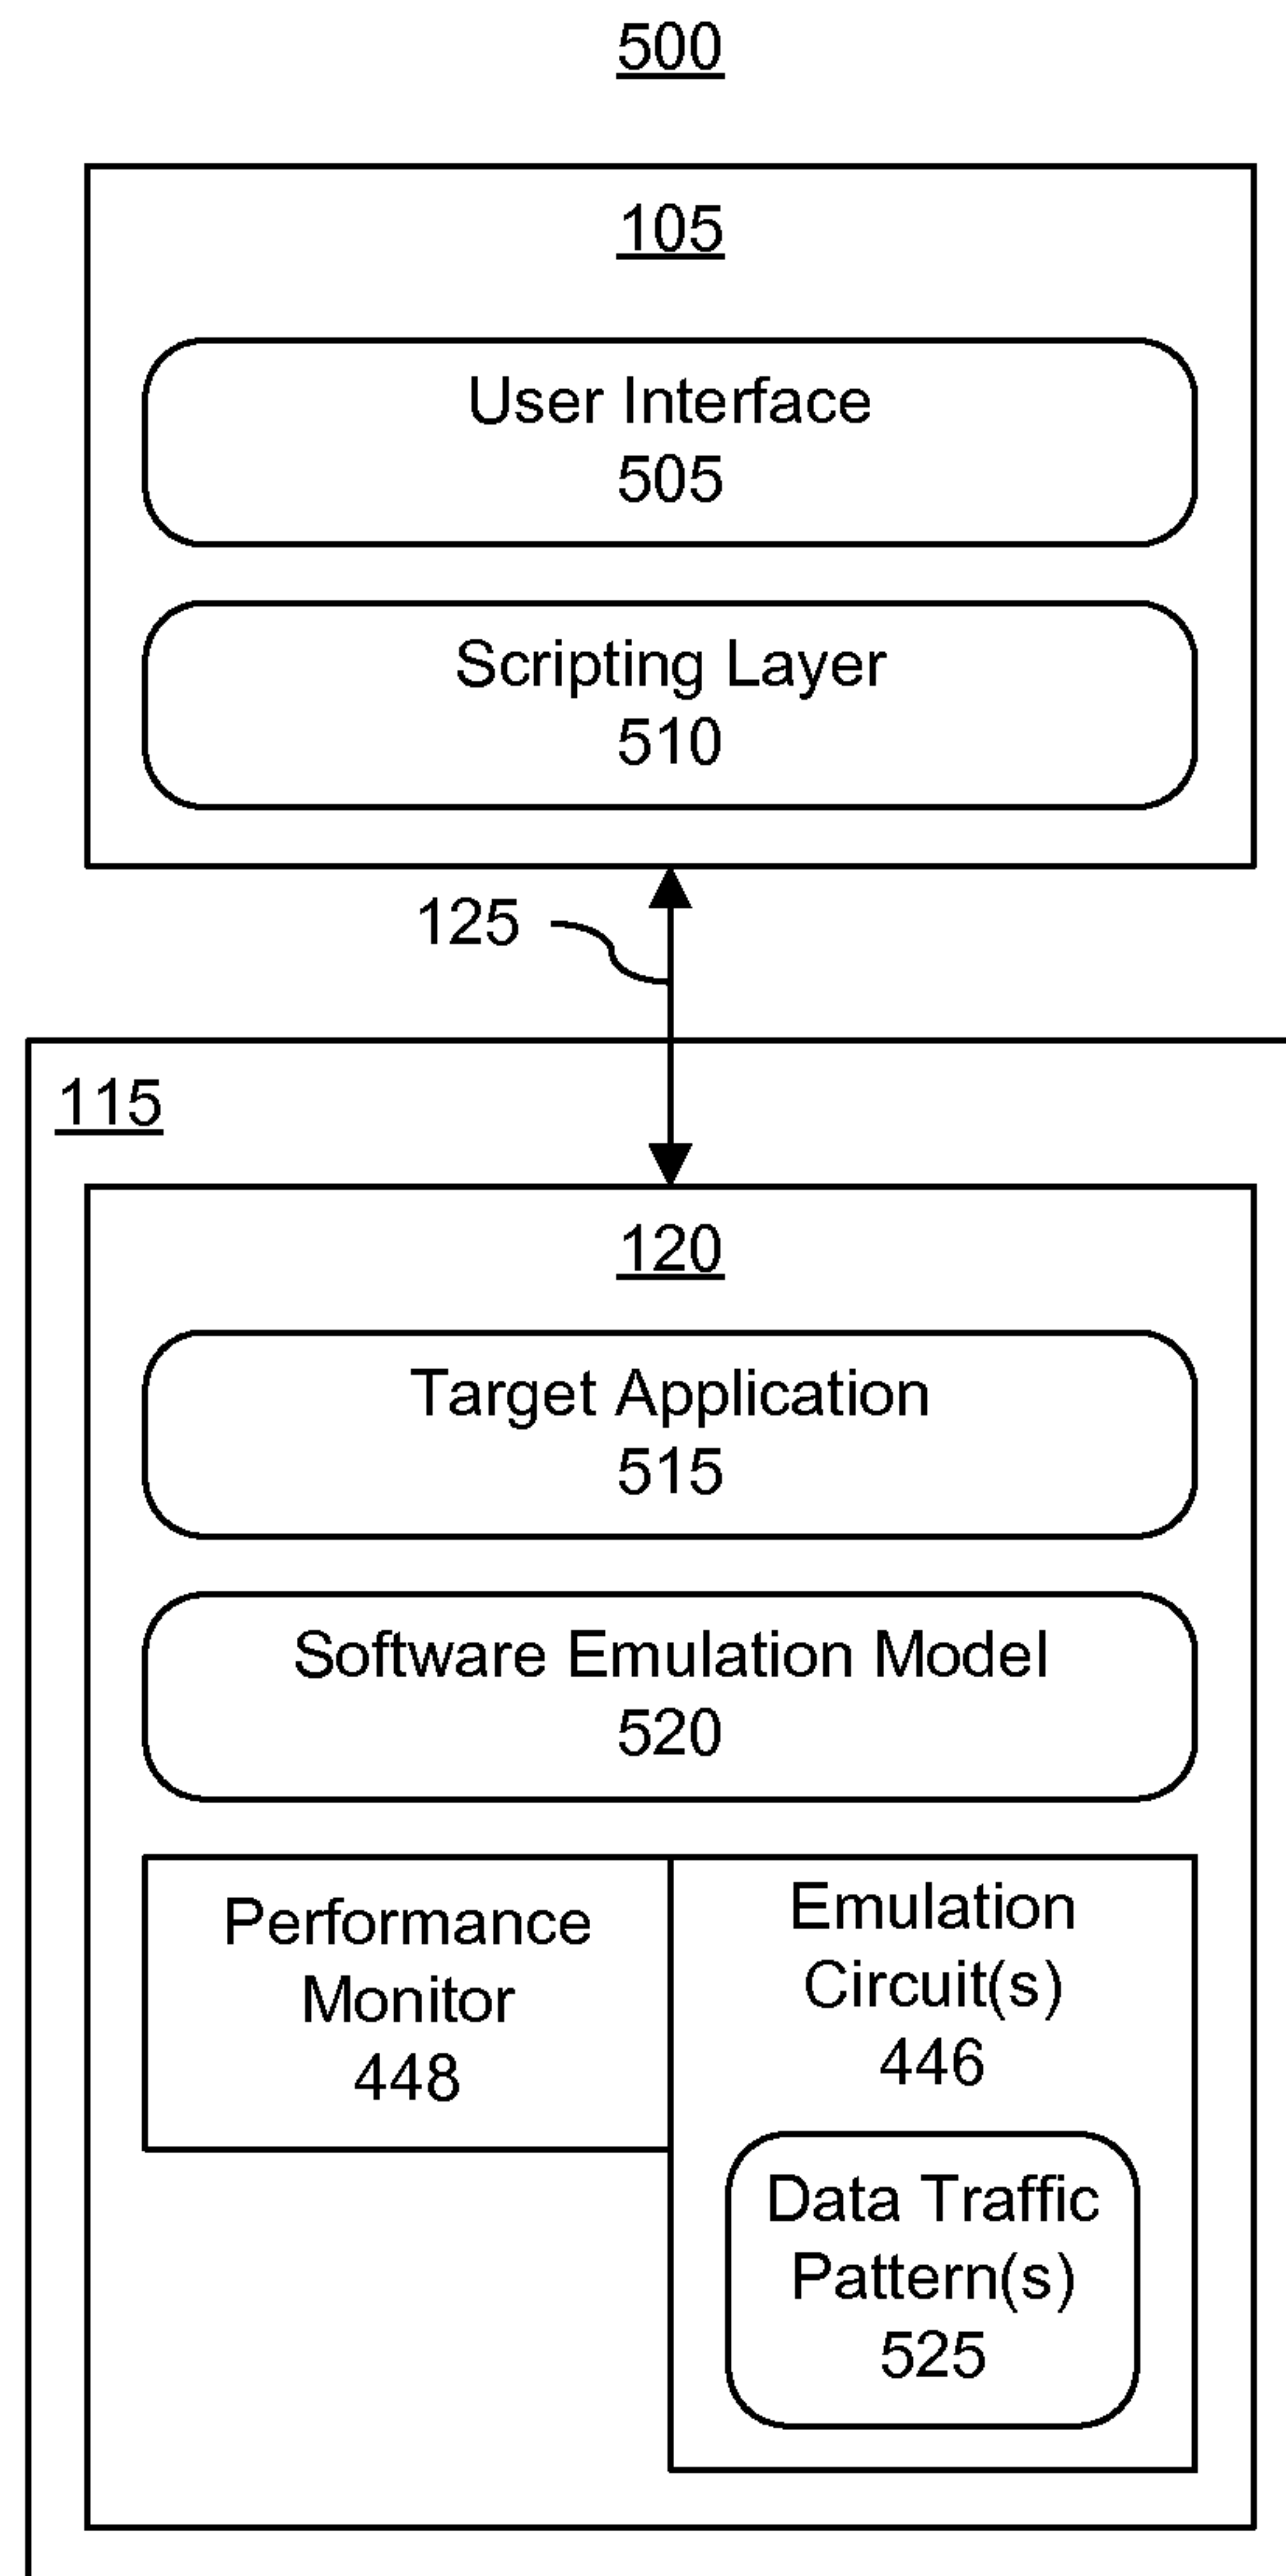 500
105
User Interface
505
Scripting Layer
510
125
115
120
Target Application
515
Software Emulation Model
520
Performance
Monitor
448
Emulation
Circuit(s)
446
Data Traffic
Pattern(s)
525